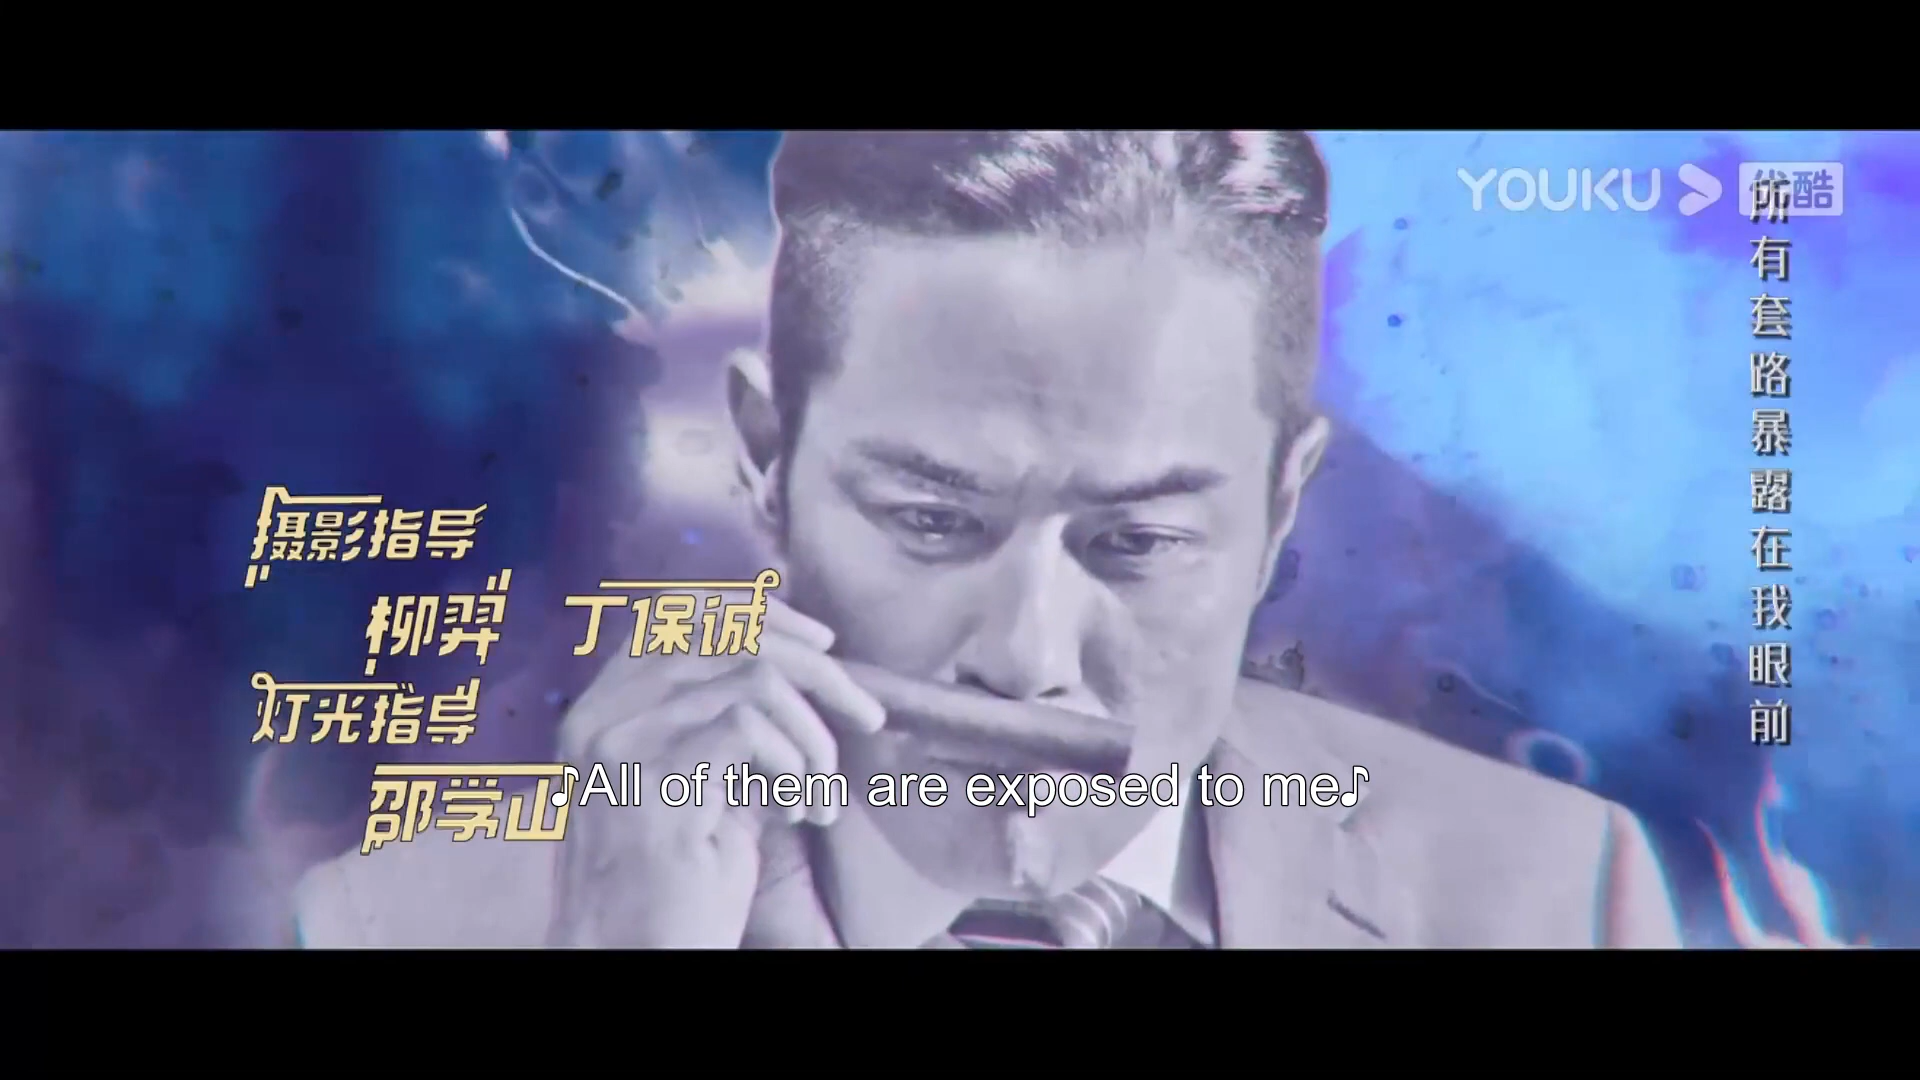 YOUKU 优酷
所有套路暴露在我眼前
摄影指导
柳羿 丁保诚
灯光指导
邵学山
♪All of them are exposed to me♪